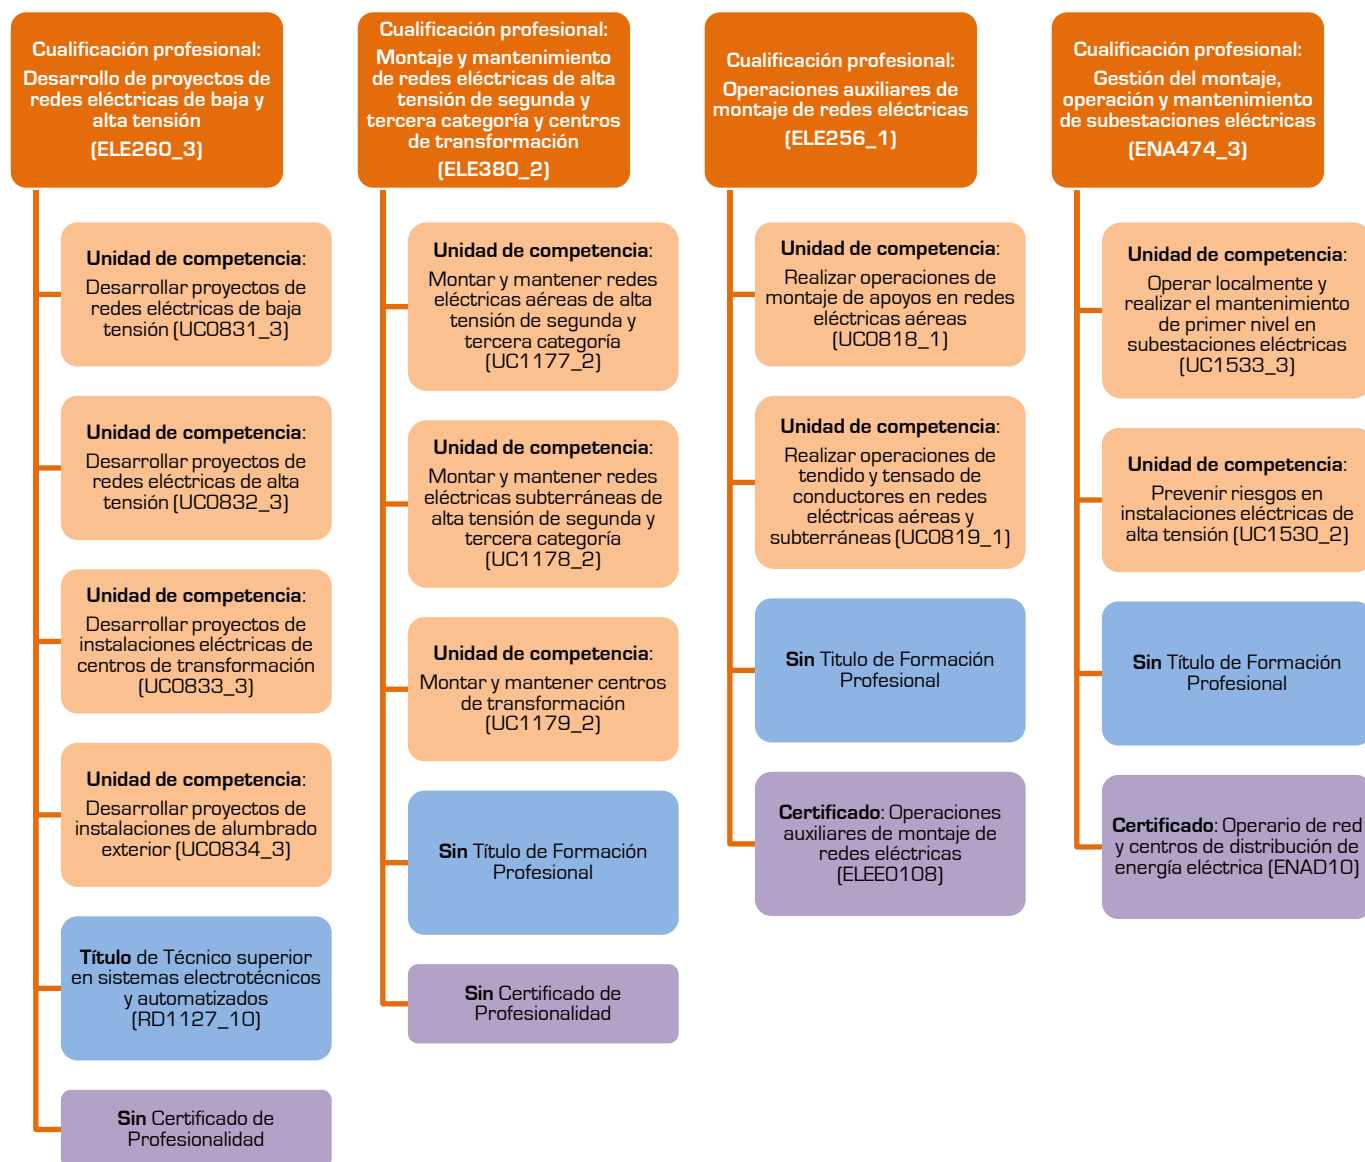 Cualificación profesional:
Desarrollo de proyectos de
redes eléctricas de baja y
alta tensión
(ELE260_3)
Unidad de competencia:
Desarrollar proyectos de
redes eléctricas de baja
tensión (UC0831_3)
Unidad de competencia:
Desarrollar proyectos de
redes eléctricas de alta
tensión (UC0832_3)
Unidad de competencia:
Desarrollar proyectos de
instalaciones eléctricas de
centros de transformación
(UC0833_3)
Unidad de competencia:
Desarrollar proyectos de
instalaciones de alumbrado
exterior (UC0834_3)
Título de Técnico superior
en sistemas electrotécnicos
y automatizados
(RD1127_10)
Sin Certificado de
Profesionalidad
Cualificación profesional:
Montaje y mantenimiento
de redes eléctricas de alta
tensión de segunda y
tercera categoría y centros
de transformación
(ELE380_2)
Unidad de competencia:
Montar y mantener redes
eléctricas aéreas de alta
tensión de segunda y
tercera categoría
(UC1177_2)
Unidad de competencia:
Montar y mantener redes
eléctricas subterráneas de
alta tensión de segunda y
tercera categoría
(UC1178_2)
Unidad de competencia:
Montar y mantener centros
de transformación
(UC1179_2)
Sin Título de Formación
Profesional
Sin Certificado de
Profesionalidad
Cualificación profesional:
Operaciones auxiliares de
montaje de redes eléctricas
(ELE256_1)
Unidad de competencia:
Realizar operaciones de
montaje de apoyos en redes
eléctricas aéreas
(UC0818_1)
Unidad de competencia:
Realizar operaciones de
tendido y tensado de
conductores en redes
eléctricas aéreas y
subterráneas (UC0819_1)
Sin Titulo de Formación
Profesional
Certificado: Operaciones
auxiliares de montaje de
redes eléctricas
(ELEE0108)
Cualificación profesional:
Gestión del montaje,
operación y mantenimiento
de subestaciones eléctricas
(ENA474_3)
Unidad de competencia:
Operar localmente y
realizar el mantenimiento
de primer nivel en
subestaciones eléctricas
(UC1533_3)
Unidad de competencia:
Prevenir riesgos en
instalaciones eléctricas de
alta tensión (UC1530_2)
Sin Título de Formación
Profesional
Certificado: Operario de red
y centros de distribución de
energía eléctrica (ENAD10)